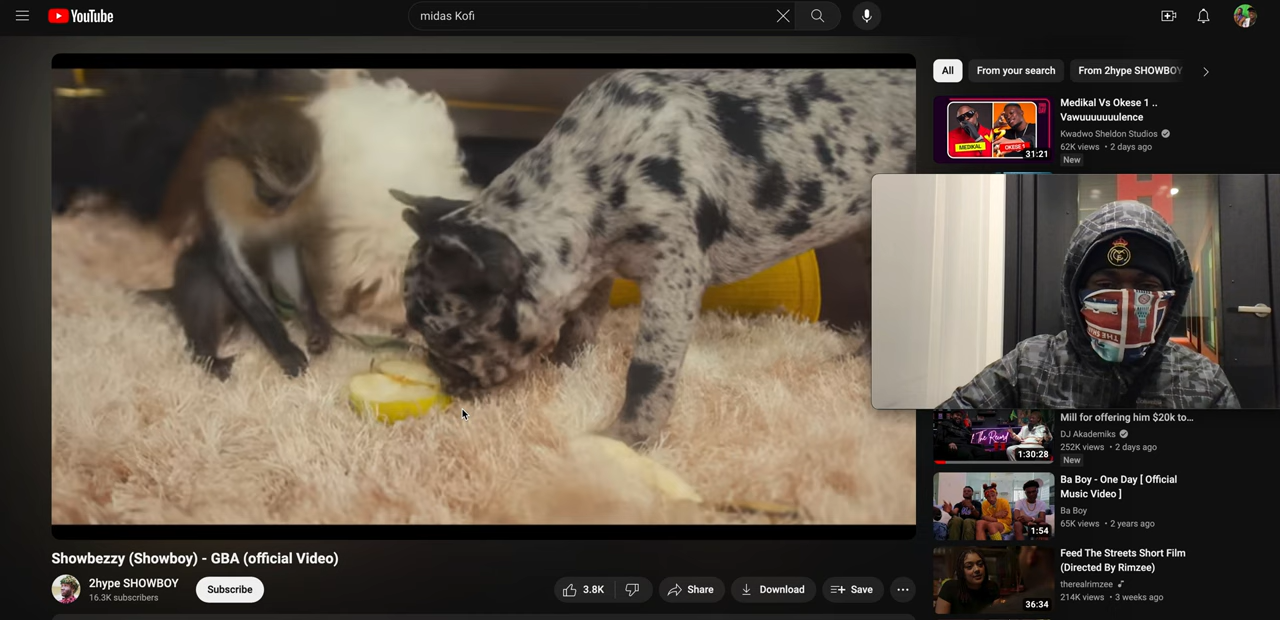 YouTube
midas Kofi
All
From your search
From 2hype SHOWBOY
Medikal Vs Okese 1 ..
Vawuuuuuuulence
Kwadwo Sheldon Studios
62K views • 2 days ago
New
MEDIKAL
VS
OKESE 1
31:21
Mill for offering him $20k to...
DJ Akademiks
252K views • 2 days ago
New
1:30:28
Ba Boy - One Day [ Official
Music Video ]
Ba Boy
65K views • 2 years ago
1:54
Feed The Streets Short Film
(Directed By Rimzee)
therealrimzee
214K views • 3 weeks ago
36:34
Showbezzy (Showboy) - GBA (official Video)
2hype SHOWBOY
16.3K subscribers
Subscribe
3.8K
Share
Download
Save